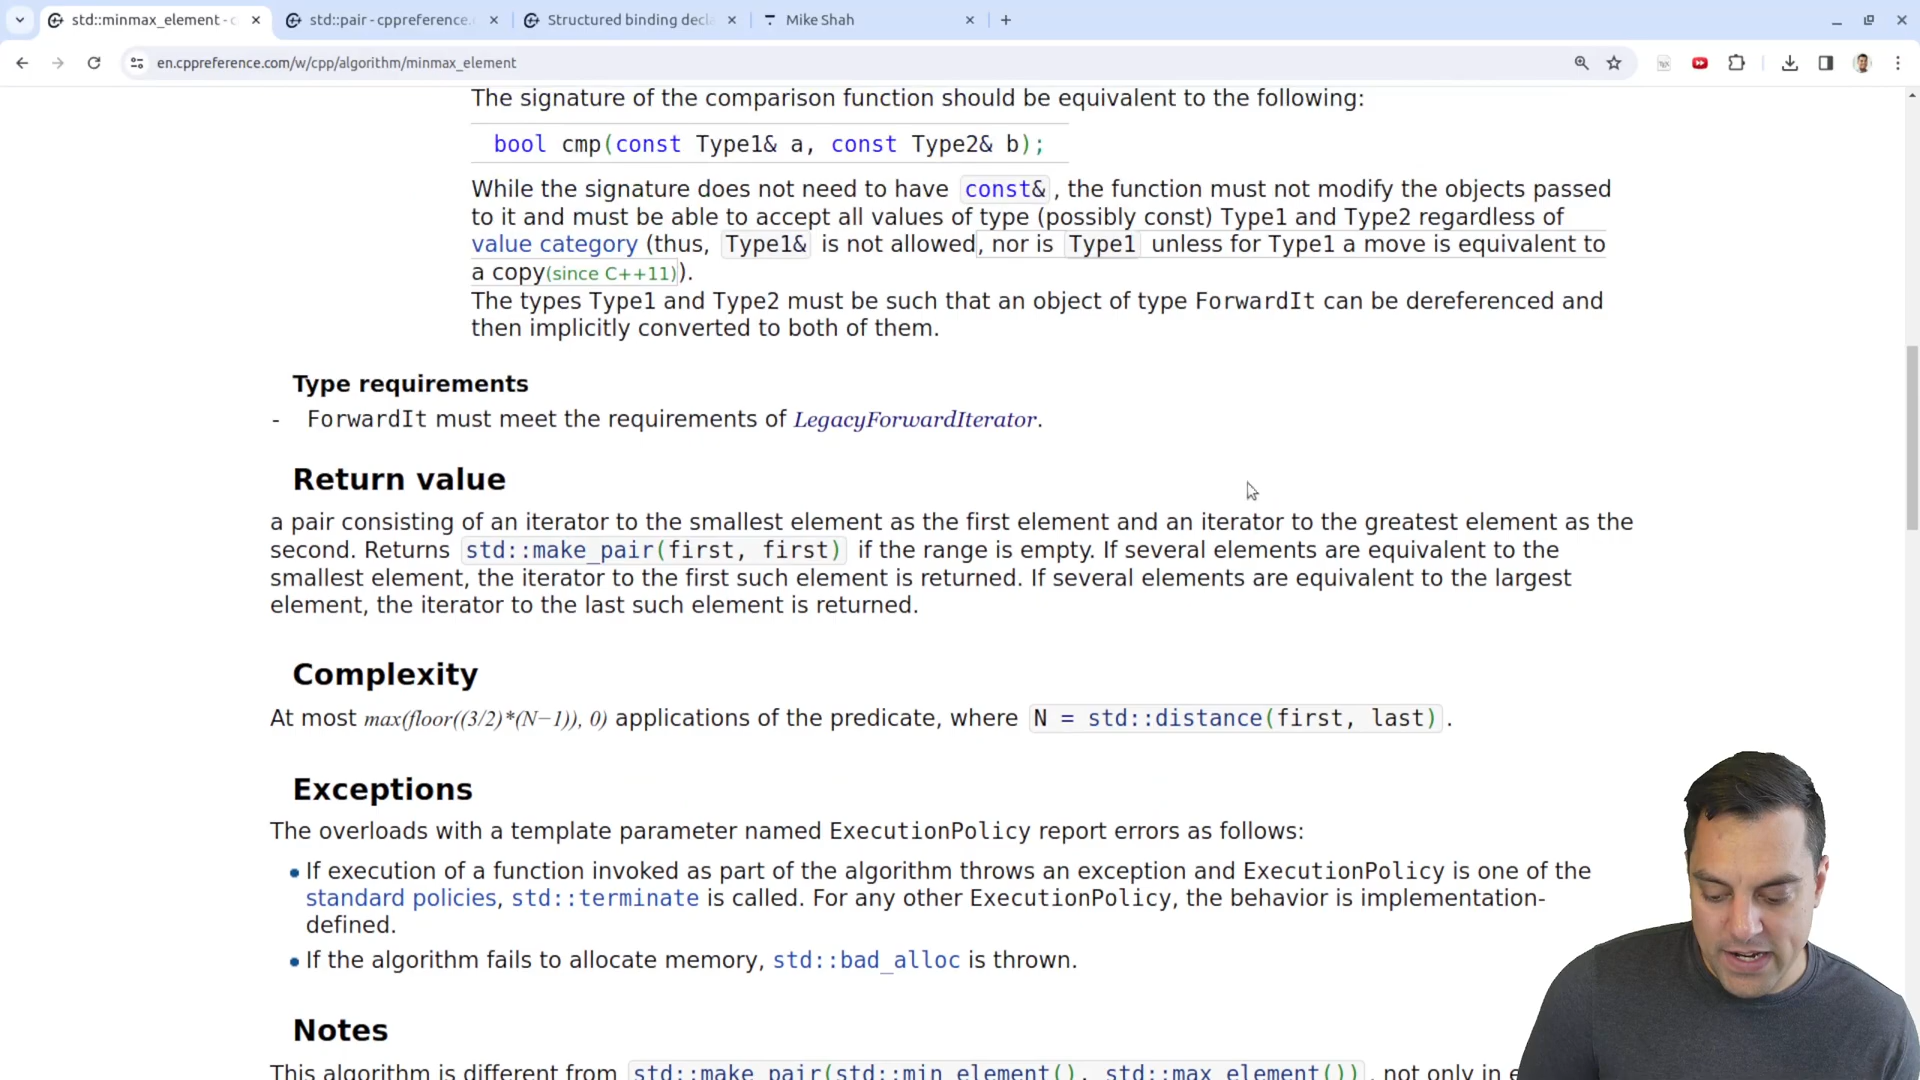 std::minmax_element - c
std::pair - cppreference.
Structured binding decla
Mike Shah
en.cppreference.com/w/cpp/algorithm/minmax_element
The signature of the comparison function should be equivalent to the following:
bool cmp(const Type1& a, const Type2& b);
While the signature does not need to have const&, the function must not modify the objects passed
to it and must be able to accept all values of type (possibly const) Type1 and Type2 regardless of
value category (thus, Type1& is not allowed, nor is Type1 unless for Type1 a move is equivalent to
a copy(since C++11)).
The types Type1 and Type2 must be such that an object of type ForwardIt can be dereferenced and
then implicitly converted to both of them.
Type requirements
- ForwardIt must meet the requirements of LegacyForwardIterator.
Return value
a pair consisting of an iterator to the smallest element as the first element and an iterator to the greatest element as the
second. Returns std::make_pair(first, first) if the range is empty. If several elements are equivalent to the
smallest element, the iterator to the first such element is returned. If several elements are equivalent to the largest
element, the iterator to the last such element is returned.
Complexity
At most max(floor((3/2)*(N−1)), 0) applications of the predicate, where N = std::distance(first, last).
Exceptions
The overloads with a template parameter named ExecutionPolicy report errors as follows:
• If execution of a function invoked as part of the algorithm throws an exception and ExecutionPolicy is one of the
standard policies, std::terminate is called. For any other ExecutionPolicy, the behavior is implementation-
defined.
• If the algorithm fails to allocate memory, std::bad_alloc is thrown.
Notes
This algorithm is different from std::make_pair(std::min_element(), std::max_element()), not only in e